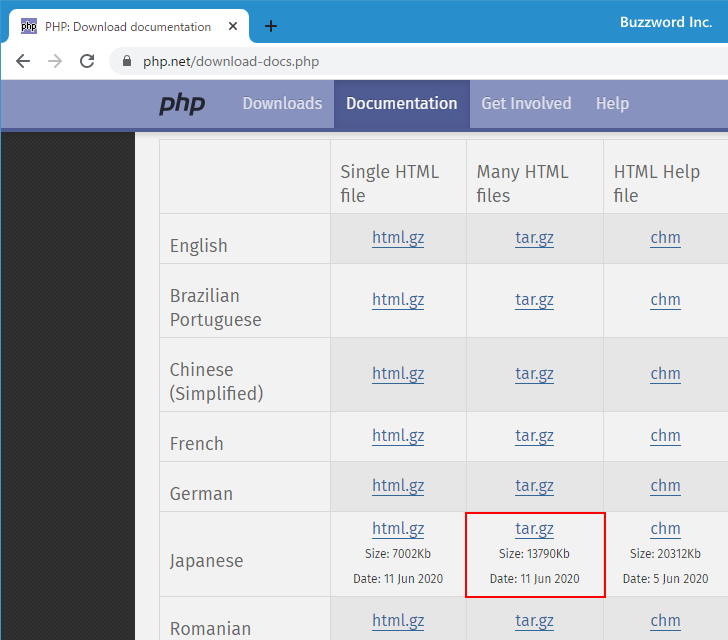 php PHP: Download documentation
Buzzword Inc.
php.net/download-docs.php
php Downloads Documentation Get Involved Help
Single HTML file Many HTML files HTML Help file
English html.gz tar.gz chm
Brazilian Portuguese html.gz tar.gz chm
Chinese (Simplified) html.gz tar.gz chm
French html.gz tar.gz chm
German html.gz tar.gz chm
Japanese
html.gz tar.gz chm
Size: 7002Kb Size: 13790Kb Size: 20312Kb
Date: 11 Jun 2020 Date: 11 Jun 2020 Date: 5 Jun 2020
Romanian html.gz tar.gz chm